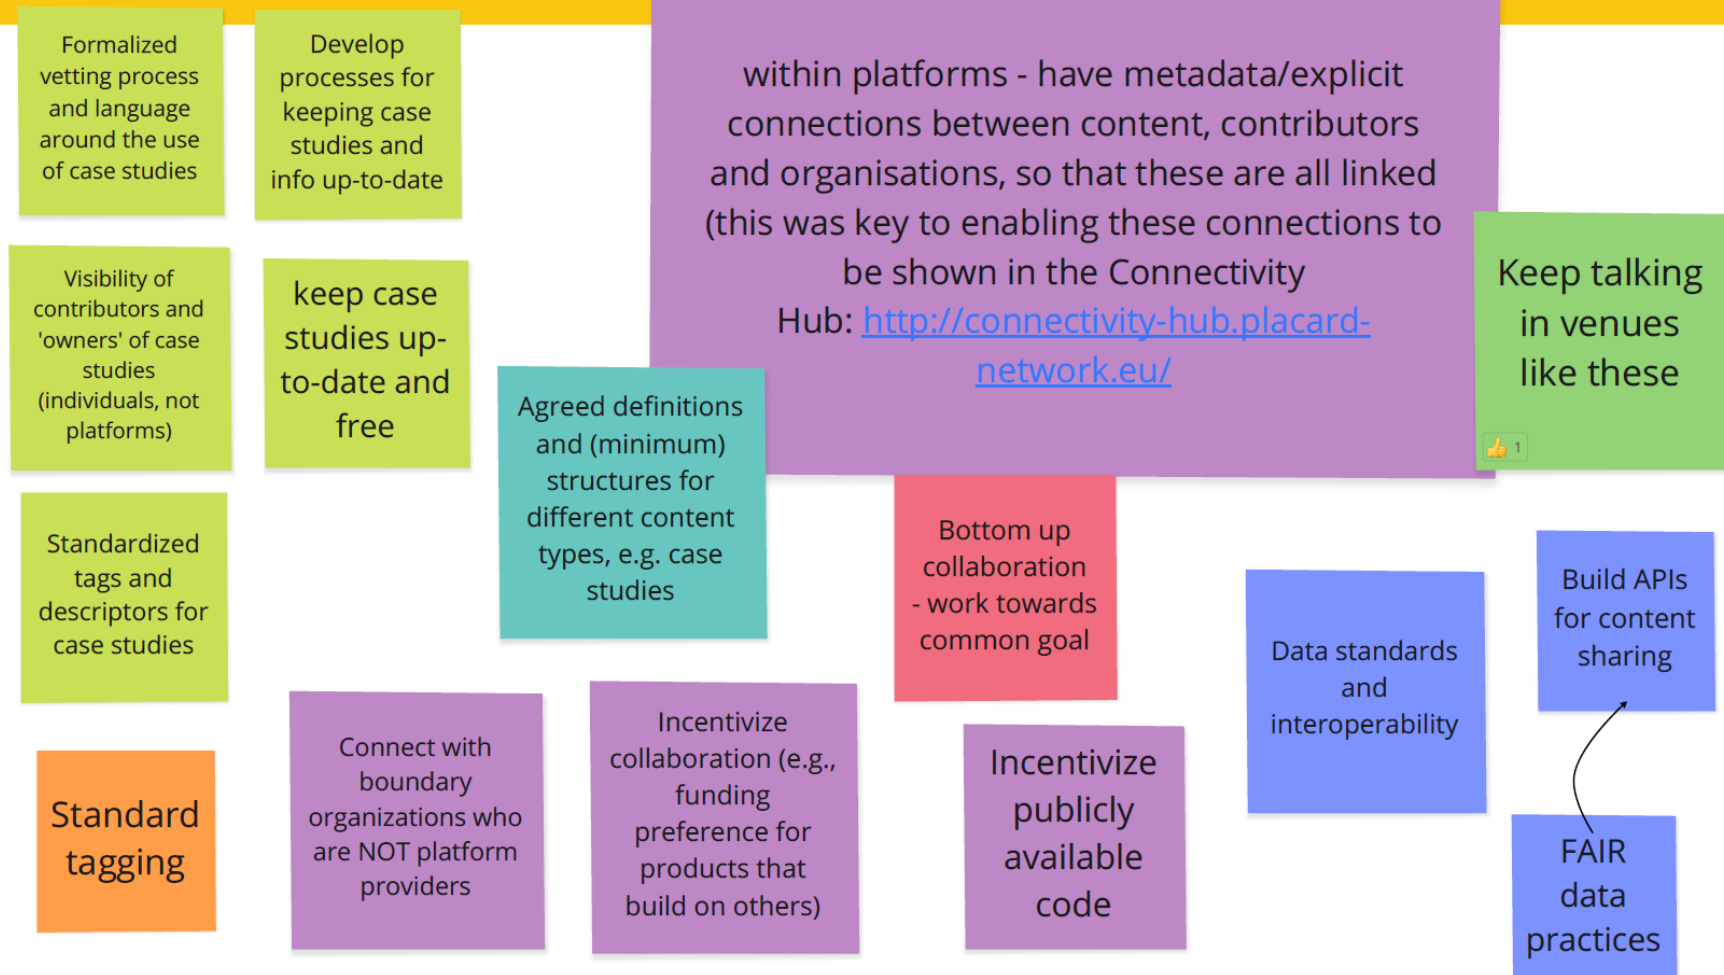 Formalized
vetting process
and language
around the use
of case studies
Develop
processes for
keeping case
studies and
info up-to-date
within platforms - have metadata/explicit
connections between content, contributors
and organisations, so that these are all linked
(this was key to enabling these connections to
be shown in the Connectivity
Hub: http://connectivity-hub.placard-
network.eu/
Keep talking
in venues
like these
👍 1
Visibility of
contributors and
'owners' of case
studies
(individuals, not
platforms)
keep case
studies up-
to-date and
free
Agreed definitions
and (minimum)
structures for
different content
types, e.g. case
studies
Standardized
tags and
descriptors for
case studies
Bottom up
collaboration
- work towards
common goal
Data standards
and
interoperability
Build APIs
for content
sharing
Standard
tagging
Connect with
boundary
organizations who
are NOT platform
providers
Incentivize
collaboration (e.g.,
funding
preference for
products that
build on others)
Incentivize
publicly
available
code
FAIR
data
practices